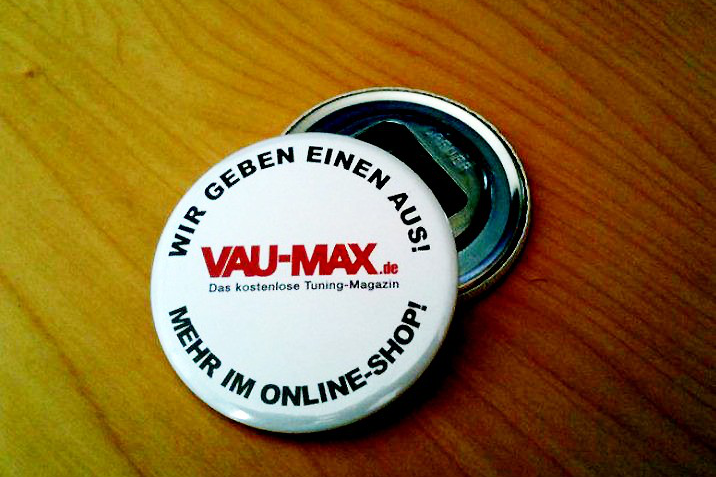 WIR GEBEN EINEN AUS!
VAU-MAX.de
Das kostenlose Tuning-Magazin
MEHR IM ONLINE-SHOP!